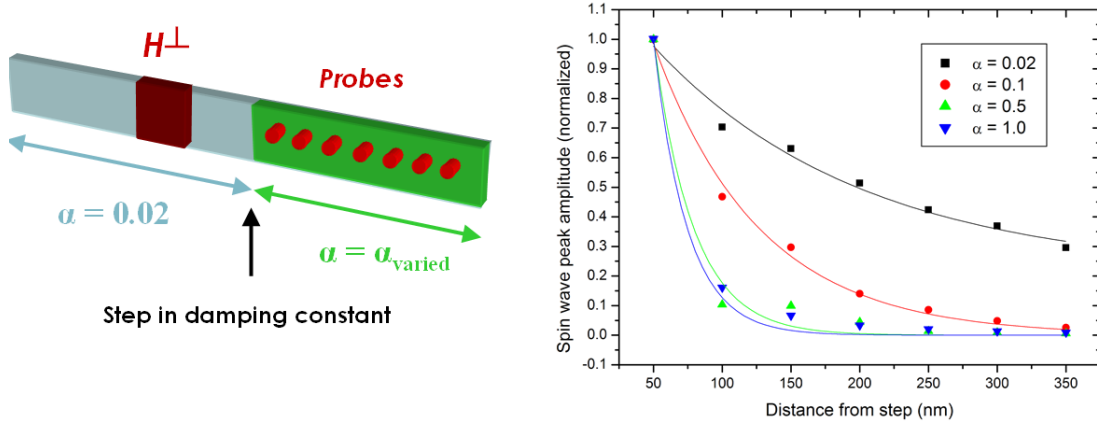 H⊥
Probes
α = 0.02
α = αvaried
Step in damping constant
Spin wave peak amplitude (normalized)
1.0
0.9
0.8
0.7
0.6
0.5
0.4
0.3
0.2
0.1
0.0
-0.1
α = 0.02
α = 0.1
α = 0.5
α = 1.0
50 100 150 200 250 300 350
Distance from step (nm)